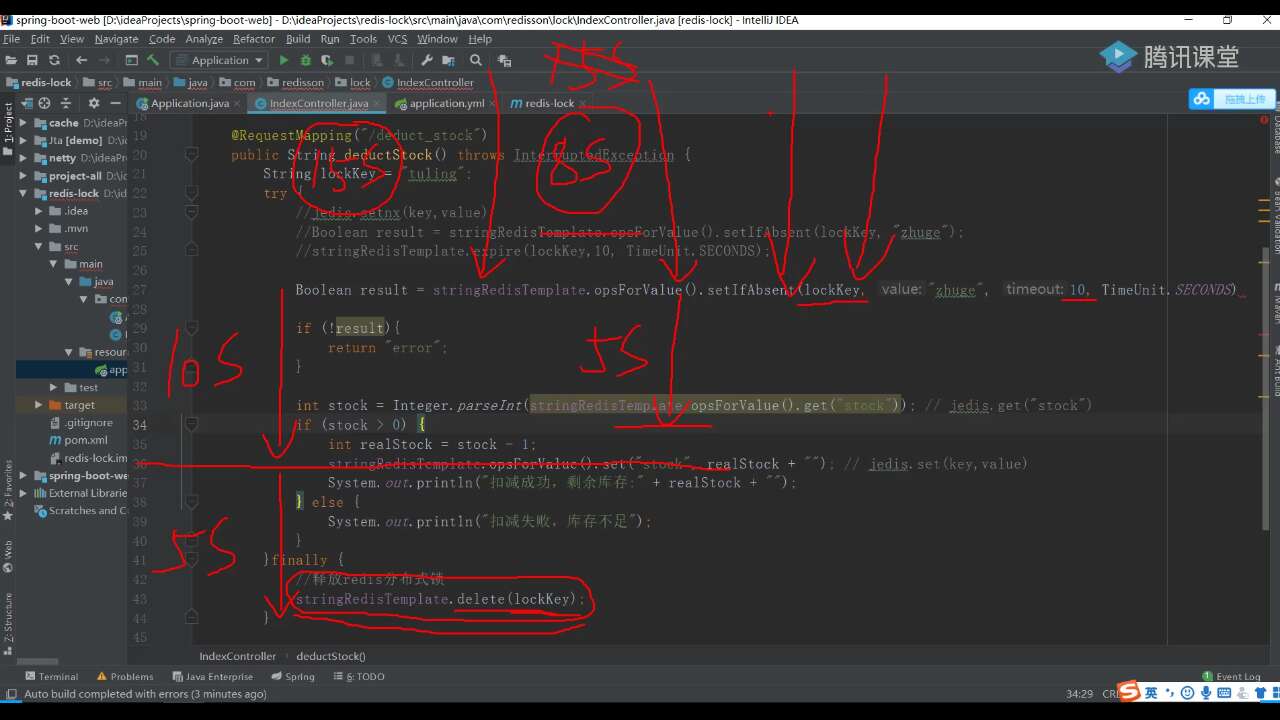 spring-boot-web [D:\ideaProjects\spring-boot-web] - D:\ideaProjects\redis-lock\src\main\java\com\redisson\lock\IndexController.java [redis-lock] - IntelliJ IDEA
File Edit View Navigate Code Analyze Refactor Build Run Tools VCS Window Help
Application
腾讯课堂
redis-lock src main java com redisson lock IndexController
拖拽上传
Application.java IndexController.java application.yml redis-lock
1: Project
cache D:\ideaPr
Jta [demo] D:\i
netty D:\ideaPr
project-all D:\i
redis-lock D:\i
.idea
.mvn
src
main
java
com
resourc
app
test
target
.gitignore
pom.xml
redis-lock.im
spring-boot-we
External Librarie
Scratches and C
2: Favorites
Web
Z: Structure
Ant Build
15S
8S
15S
10S
5S
5S
18
19 @RequestMapping("/deduct_stock")
20 public String deductStock() throws InterruptedException {
21 String lockKey = "tuling";
22 try {
23 //jedis.setnx(key,value)
24 //Boolean result = stringRedisTemplate.opsForValue().setIfAbsent(lockKey, "zhuge");
25 //stringRedisTemplate.expire(lockKey,10, TimeUnit.SECONDS);
26
27 Boolean result = stringRedisTemplate.opsForValue().setIfAbsent(lockKey, value: "zhuge", timeout: 10, TimeUnit.SECONDS)
28
29 if (!result){
30 return "error";
31 }
32
33 int stock = Integer.parseInt(stringRedisTemplate.opsForValue().get("stock")); // jedis.get("stock")
34 if (stock > 0) {
35 int realStock = stock - 1;
36 stringRedisTemplate.opsForValue().set("stock", realStock + ""); // jedis.set(key,value)
37 System.out.println("扣减成功，剩余库存:" + realStock + "");
38 } else {
39 System.out.println("扣减失败，库存不足");
40 }
41 }finally {
42 //释放redis分布式锁
43 stringRedisTemplate.delete(lockKey);
44 }
45
IndexController deductStock()
Terminal Problems Java Enterprise Spring 6: TODO 1 Event Log
Auto build completed with errors (3 minutes ago) 34:29 英